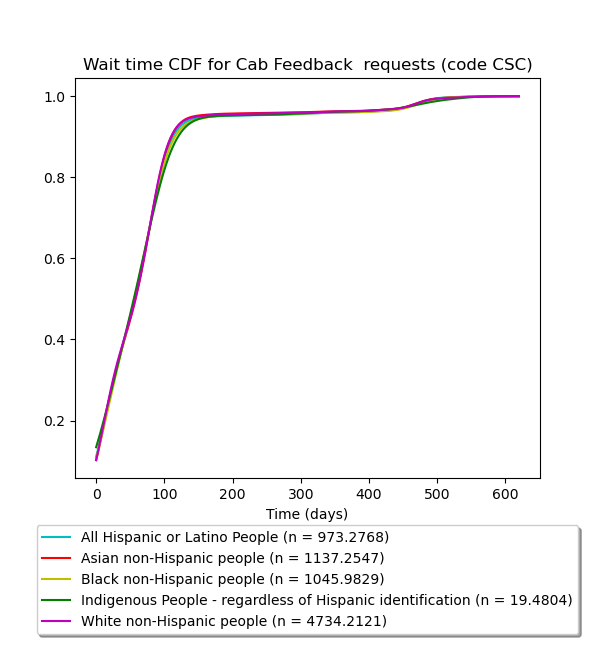 Wait time CDF for Cab Feedback  requests (code CSC)
1.0
0.8
0.6
0.4
0.2
0 100 200 300 400 500 600
Time (days)
All Hispanic or Latino People (n = 973.2768)
Asian non-Hispanic people (n = 1137.2547)
Black non-Hispanic people (n = 1045.9829)
Indigenous People - regardless of Hispanic identification (n = 19.4804)
White non-Hispanic people (n = 4734.2121)